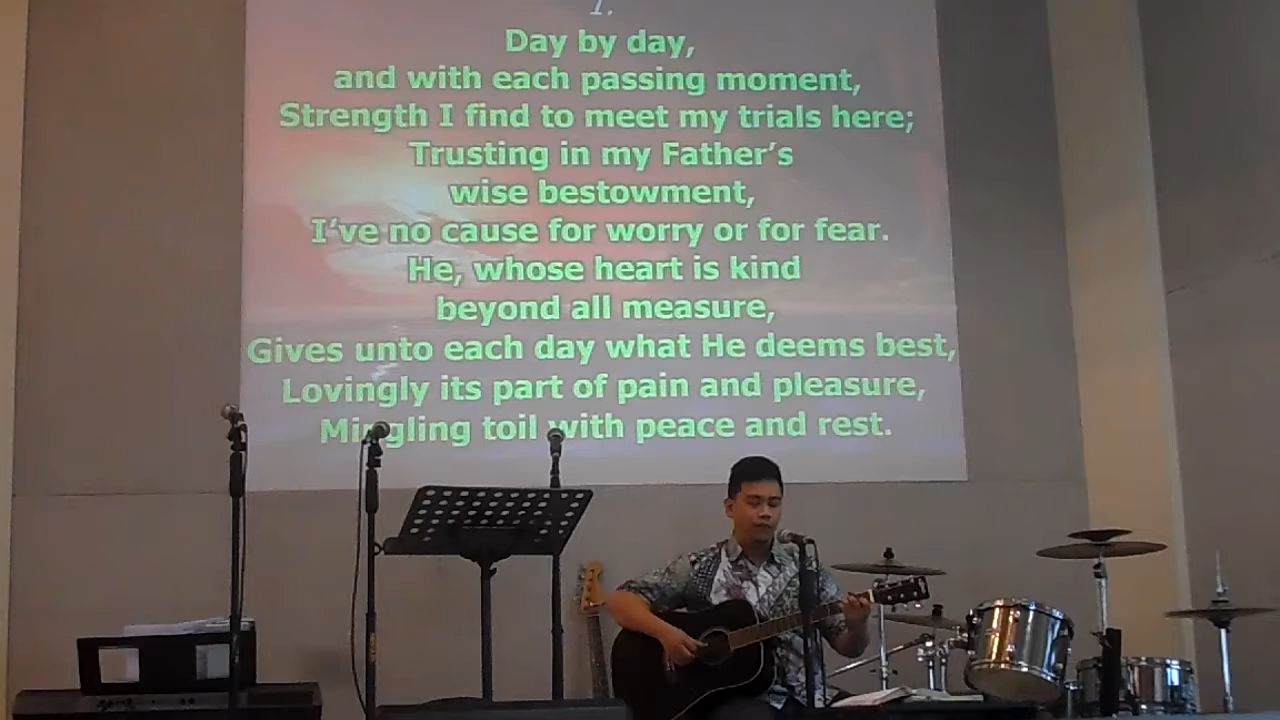 1.
Day by day,
and with each passing moment,
Strength I find to meet my trials here;
Trusting in my Father’s
wise bestowment,
I’ve no cause for worry or for fear.
He, whose heart is kind
beyond all measure,
Gives unto each day what He deems best,
Lovingly its part of pain and pleasure,
Mingling toil with peace and rest.